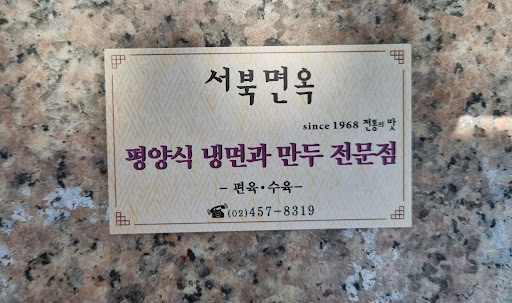 서북면옥
since 1968 전통의 맛
평양식 냉면과 만두 전문점
- 편육·수육 -
☎(02)457-8319